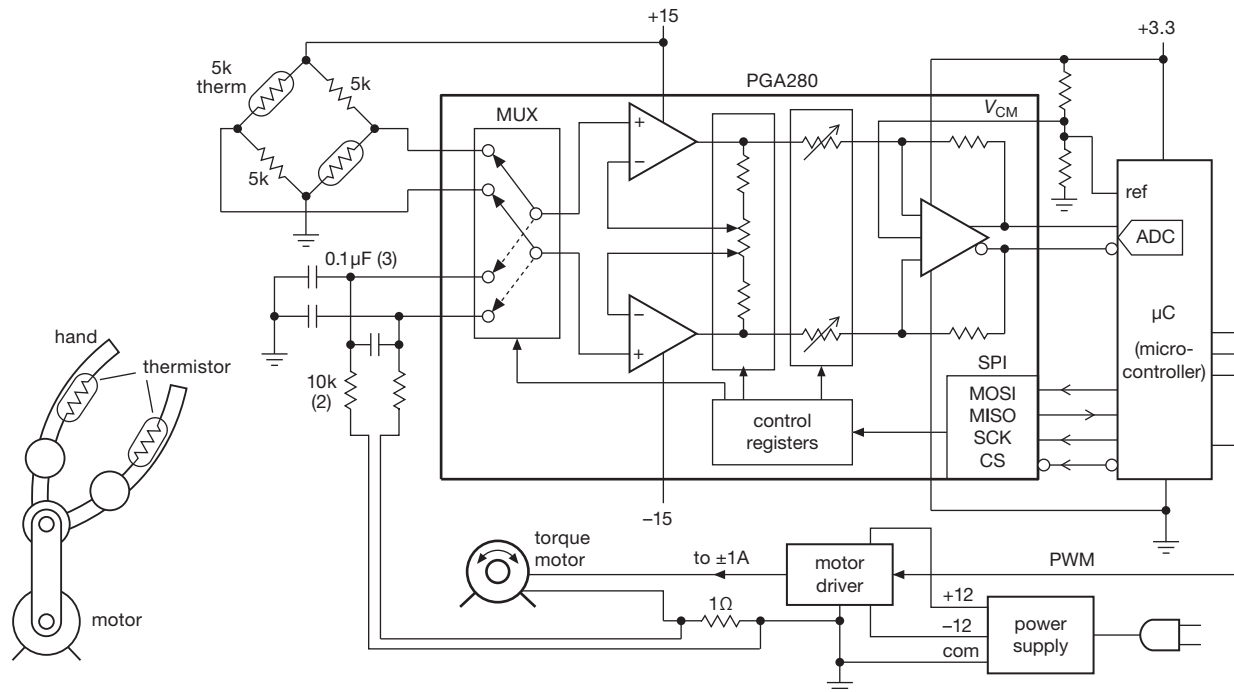 +15
+3.3
5k
therm
5k
5k
PGA280
MUX
V_CM
ref
ADC
0.1µF (3)
µC
(micro-
controller)
hand
thermistor
10k
(2)
control
registers
SPI
MOSI
MISO
SCK
CS
–15
torque
motor
to ±1A
motor
driver
PWM
1Ω
+12
–12
com
power
supply
motor
+
–
–
+